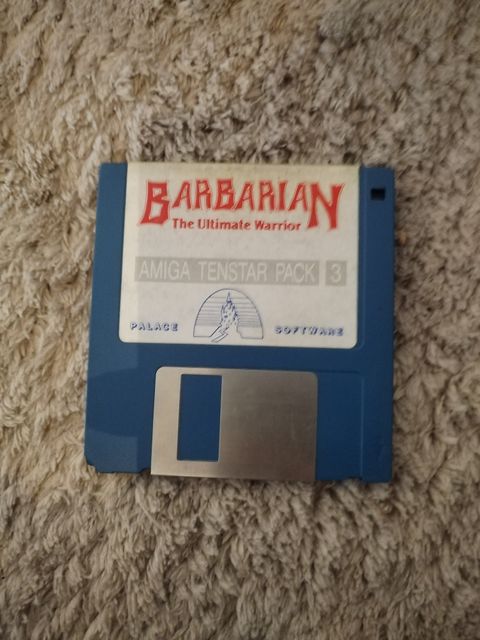 BARBARIAN
The Ultimate Warrior
AMIGA TENSTAR PACK 3
PALACE SOFTWARE